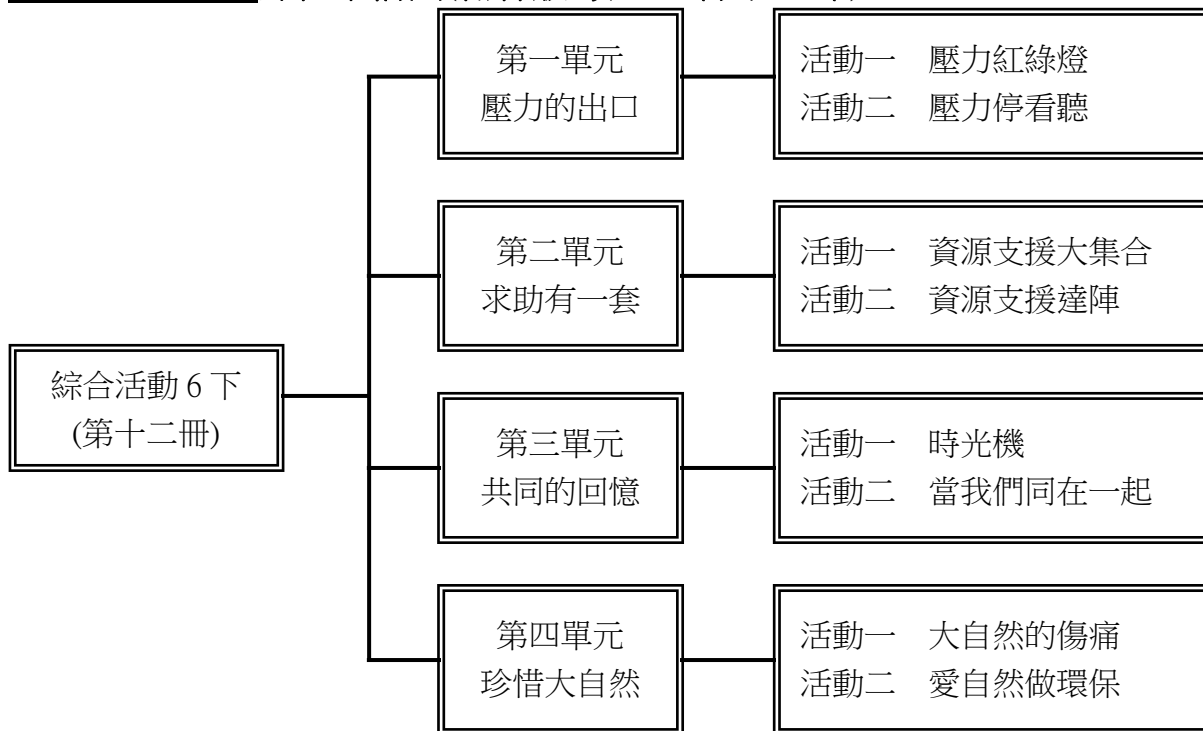 第一單元
壓力的出口
活動一　壓力紅綠燈
活動二　壓力停看聽
第二單元
求助有一套
活動一　資源支援大集合
活動二　資源支援達陣
綜合活動 6 下
(第十二冊)
第三單元
共同的回憶
活動一　時光機
活動二　當我們同在一起
第四單元
珍惜大自然
活動一　大自然的傷痛
活動二　愛自然做環保